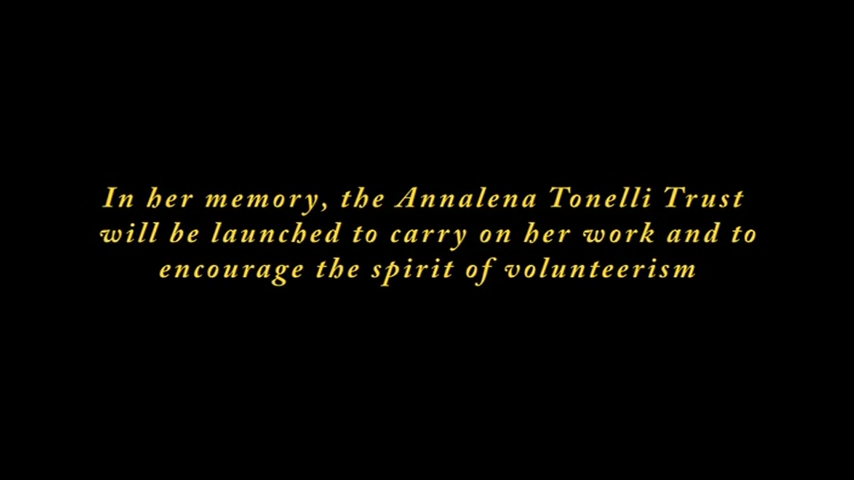 In her memory, the Annalena Tonelli Trust
will be launched to carry on her work and to
encourage the spirit of volunteerism